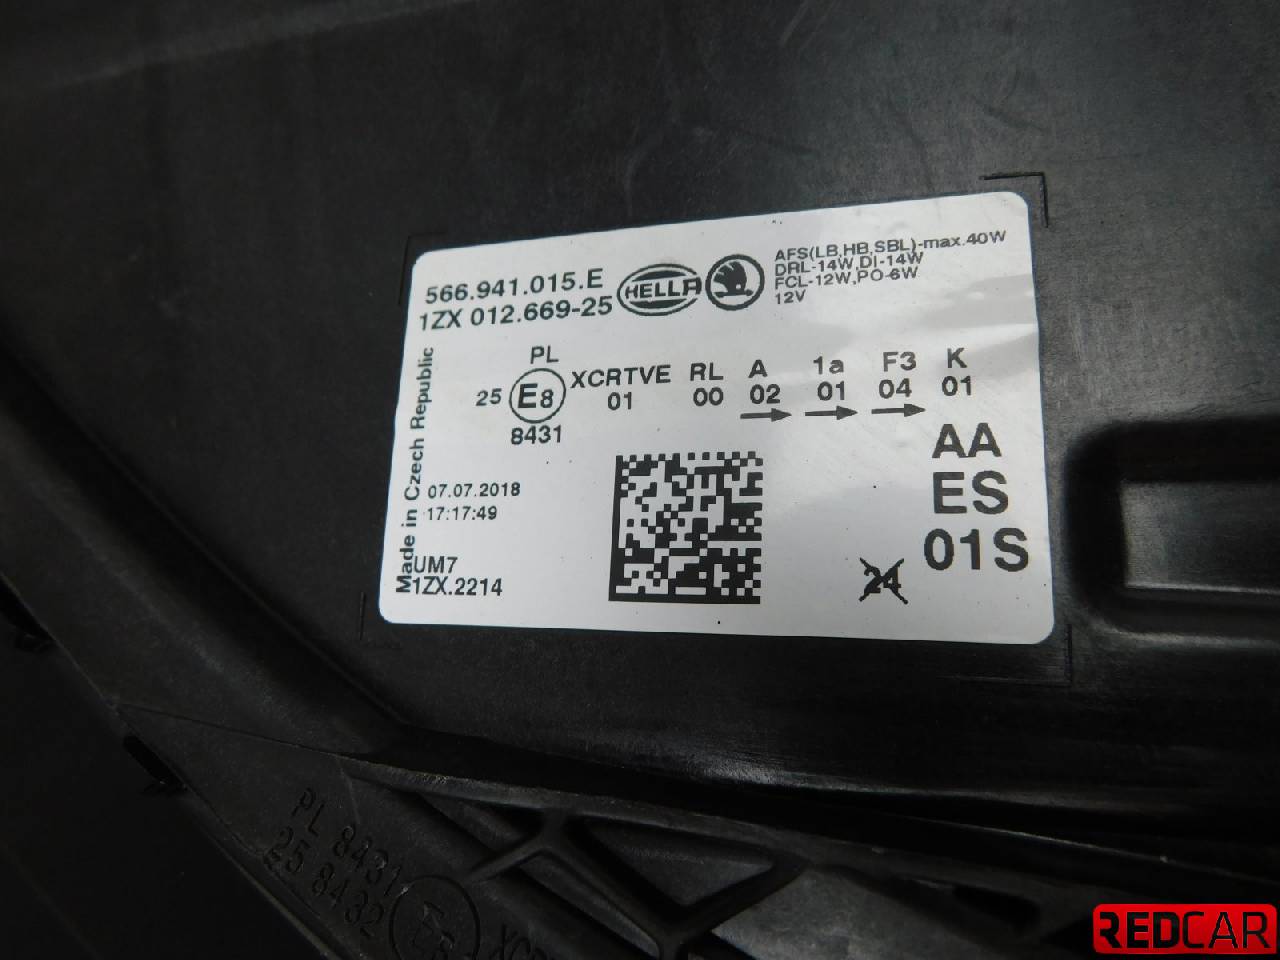 566.941.015.E
1ZX 012.669-25
HELLA
AFS(LB,HB,SBL)-max.40W
DRL-14W,DI-14W
FCL-12W,PO-6W
12V
PL
25 E8 XCRTVE RL A 1a F3 K
01 00 02 01 04 01
8431
Made in Czech Republic
07.07.2018
17:17:49
UM7
1ZX.2214
AA
ES
01S
24
PL 8431
25 8432
REDCAR